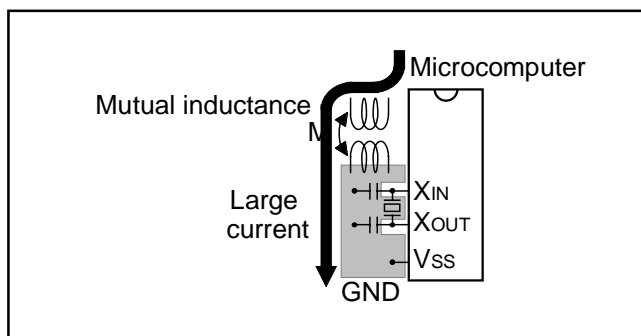 Microcomputer
Mutual inductance
M
Large
current
XIN
XOUT
VSS
GND